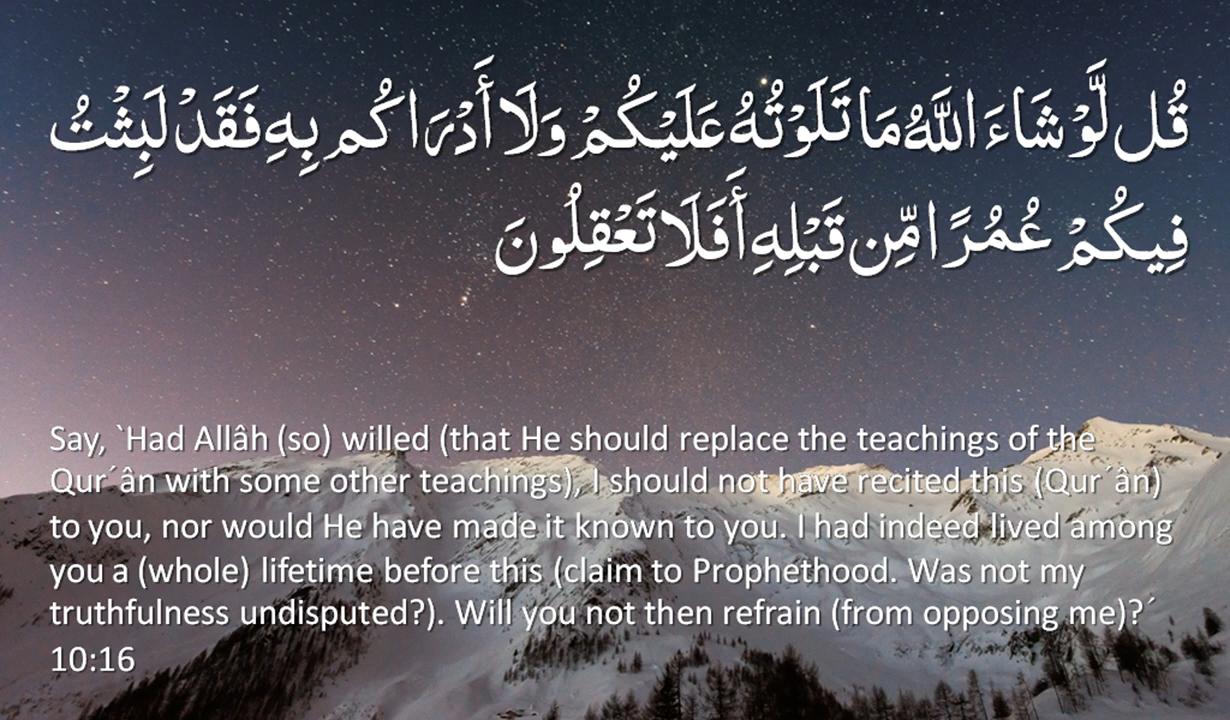 قُل لَّوْ شَاءَ اللَّهُ مَا تَلَوْتُهُ عَلَيْكُمْ وَلَا أَدْرَاكُم بِهِ فَقَدْ لَبِثْتُ
فِيكُمْ عُمُرًا مِّن قَبْلِهِ أَفَلَا تَعْقِلُونَ
Say, `Had Allâh (so) willed (that He should replace the teachings of the
Qur´ân with some other teachings), I should not have recited this (Qur´ân)
to you, nor would He have made it known to you. I had indeed lived among
you a (whole) lifetime before this (claim to Prophethood. Was not my
truthfulness undisputed?). Will you not then refrain (from opposing me)?´
10:16